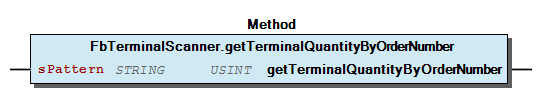 Method
FbTerminalScanner.getTerminalQuantityByOrderNumber
sPattern STRING USINT getTerminalQuantityByOrderNumber